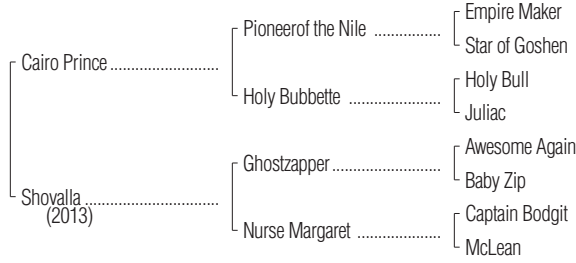 Empire Maker
Pioneerof the Nile ..................
Star of Goshen
Cairo Prince ..............................
Holy Bull
Holy Bubbette .........................
Juliac
Awesome Again
Ghostzapper ..............................
Baby Zip
Shovalla ......................................
(2013)
Captain Bodgit
Nurse Margaret ......................
McLean